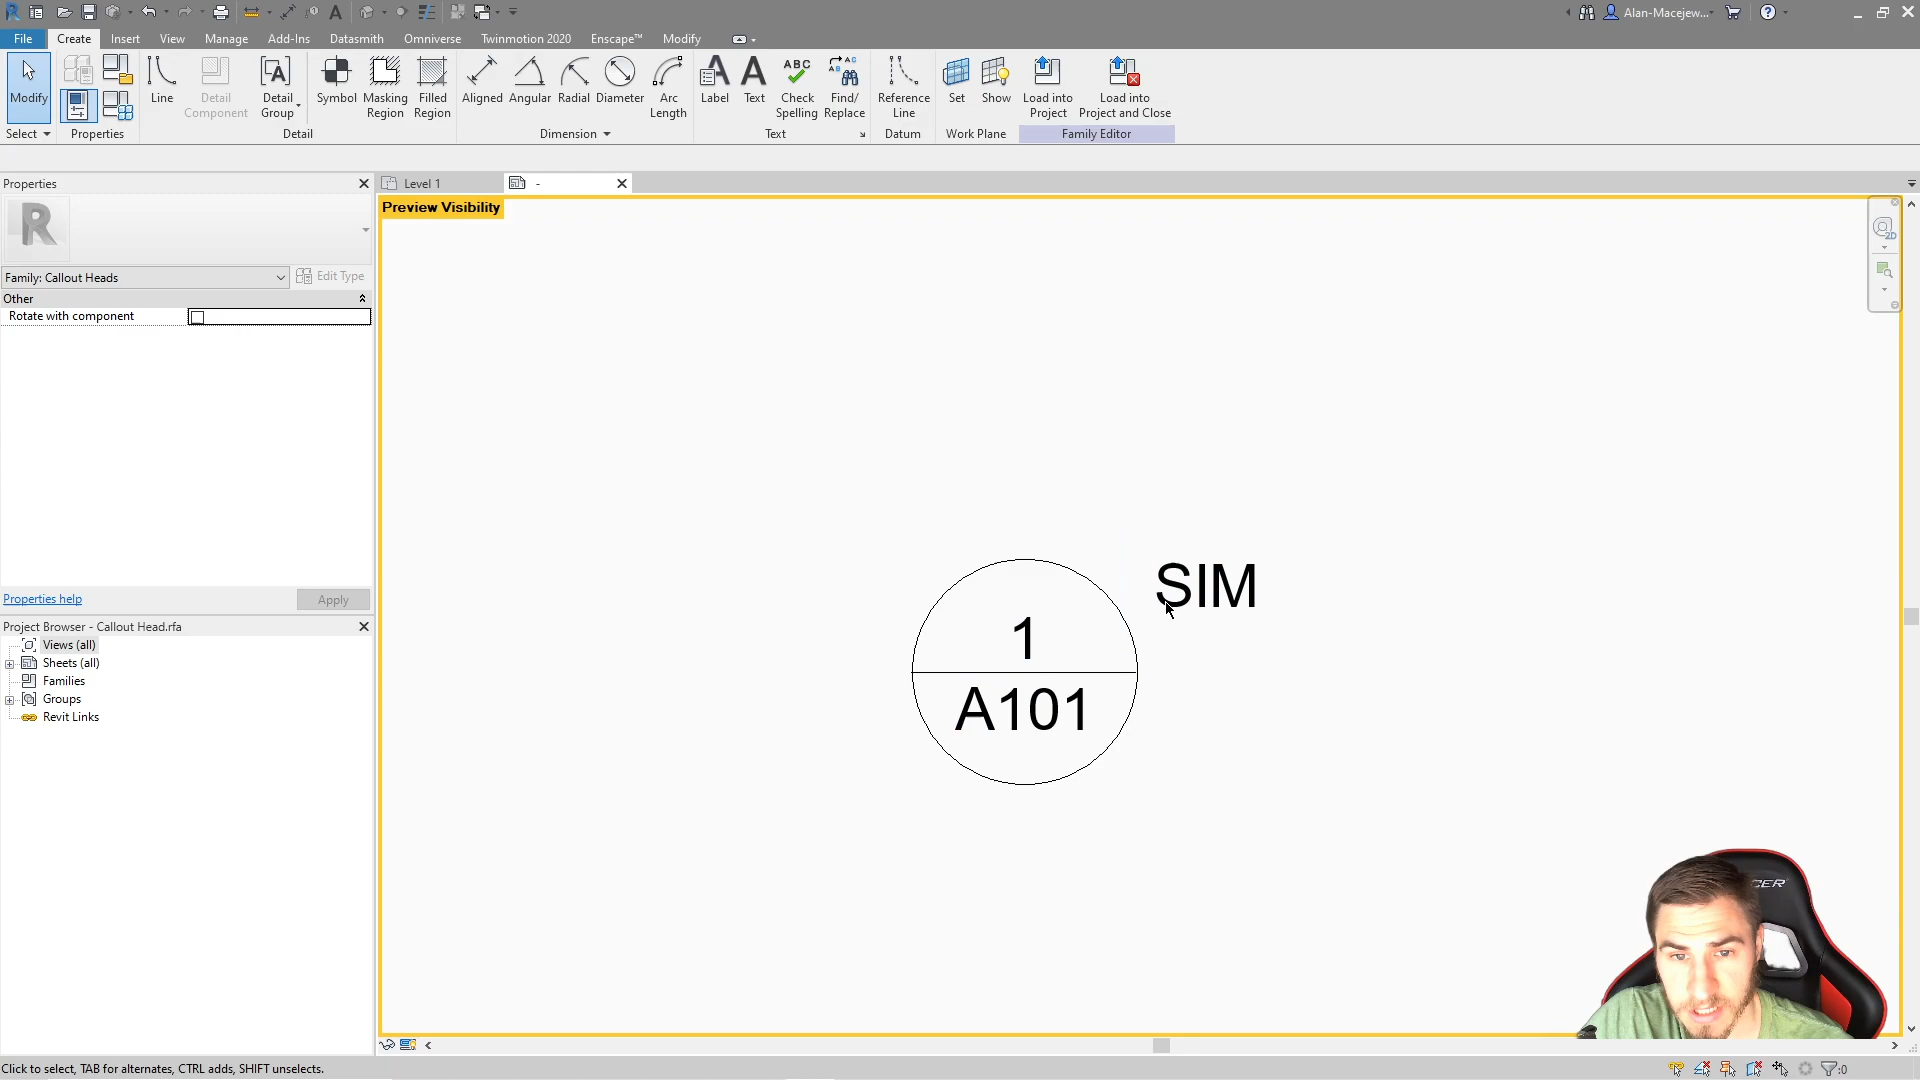 Alan-Macejew...
File Create Insert View Manage Add-Ins Datasmith Omniverse Twinmotion 2020 Enscape™ Modify
Modify
Line
Detail Component
Detail Group
Symbol
Masking Region
Filled Region
Aligned
Angular
Radial
Diameter
Arc Length
Label
Text
ABC
Check Spelling
Find/ Replace
Reference Line
Set
Show
Load into Project
Load into Project and Close
Select Properties Detail Dimension Text Datum Work Plane Family Editor
Properties
Level 1
-
Preview Visibility
2D
R
Family: Callout Heads
Edit Type
Other
Rotate with component
Properties help
Apply
Project Browser - Callout Head.rfa
Views (all)
Sheets (all)
Families
Groups
Revit Links
SIM
1
A101
Click to select, TAB for alternates, CTRL adds, SHIFT unselects.
:0